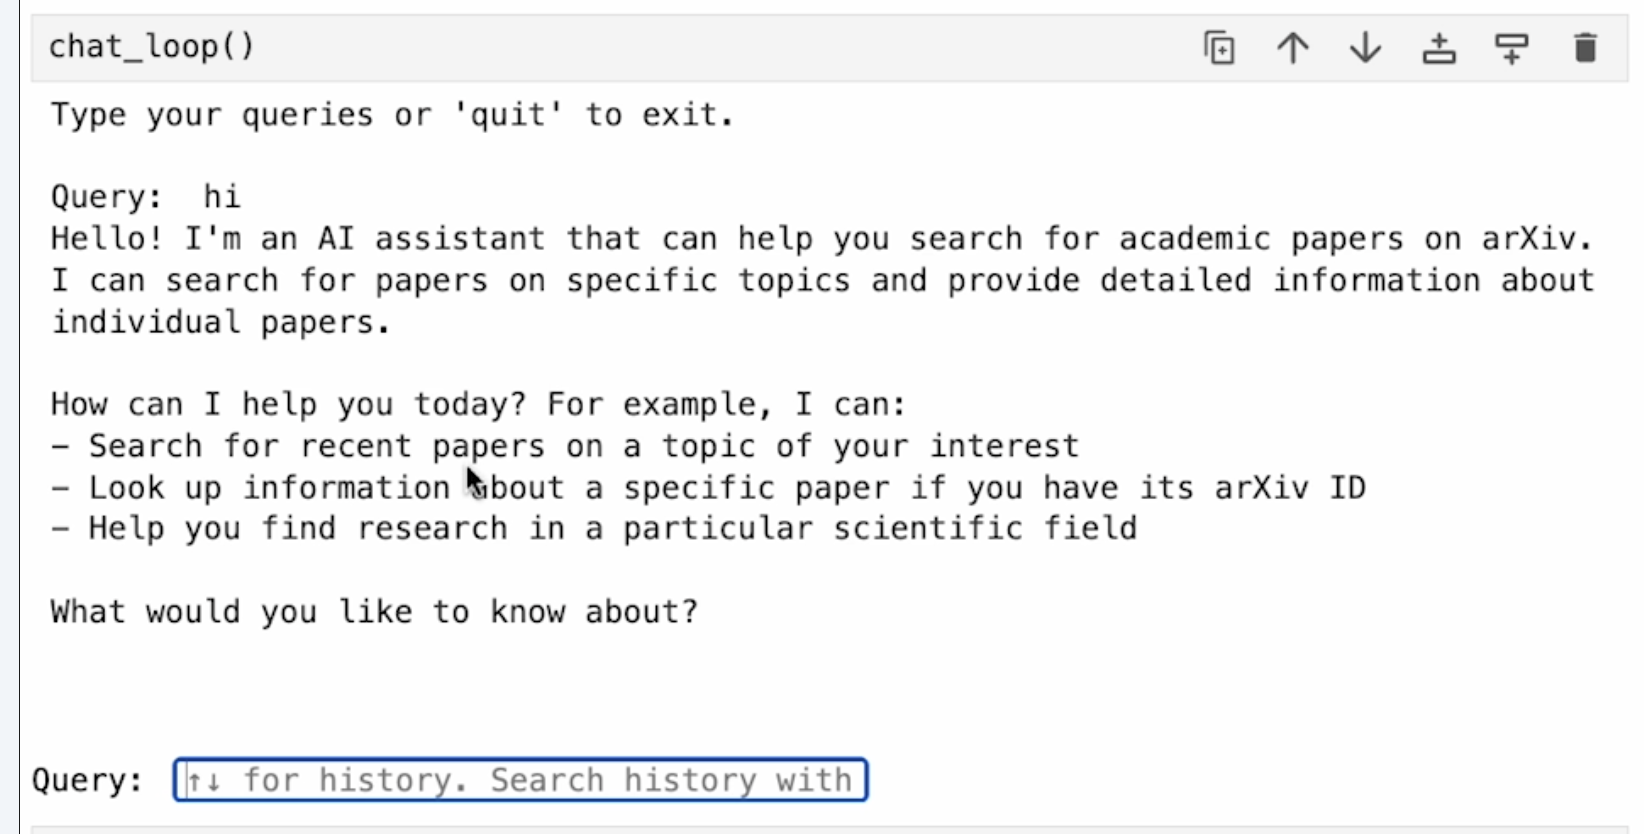 chat_loop()
Type your queries or 'quit' to exit.
Query:  hi
Hello! I'm an AI assistant that can help you search for academic papers on arXiv.
I can search for papers on specific topics and provide detailed information about
individual papers.
How can I help you today? For example, I can:
– Search for recent papers on a topic of your interest
– Look up information about a specific paper if you have its arXiv ID
– Help you find research in a particular scientific field
What would you like to know about?
Query: ↑↓ for history. Search history with